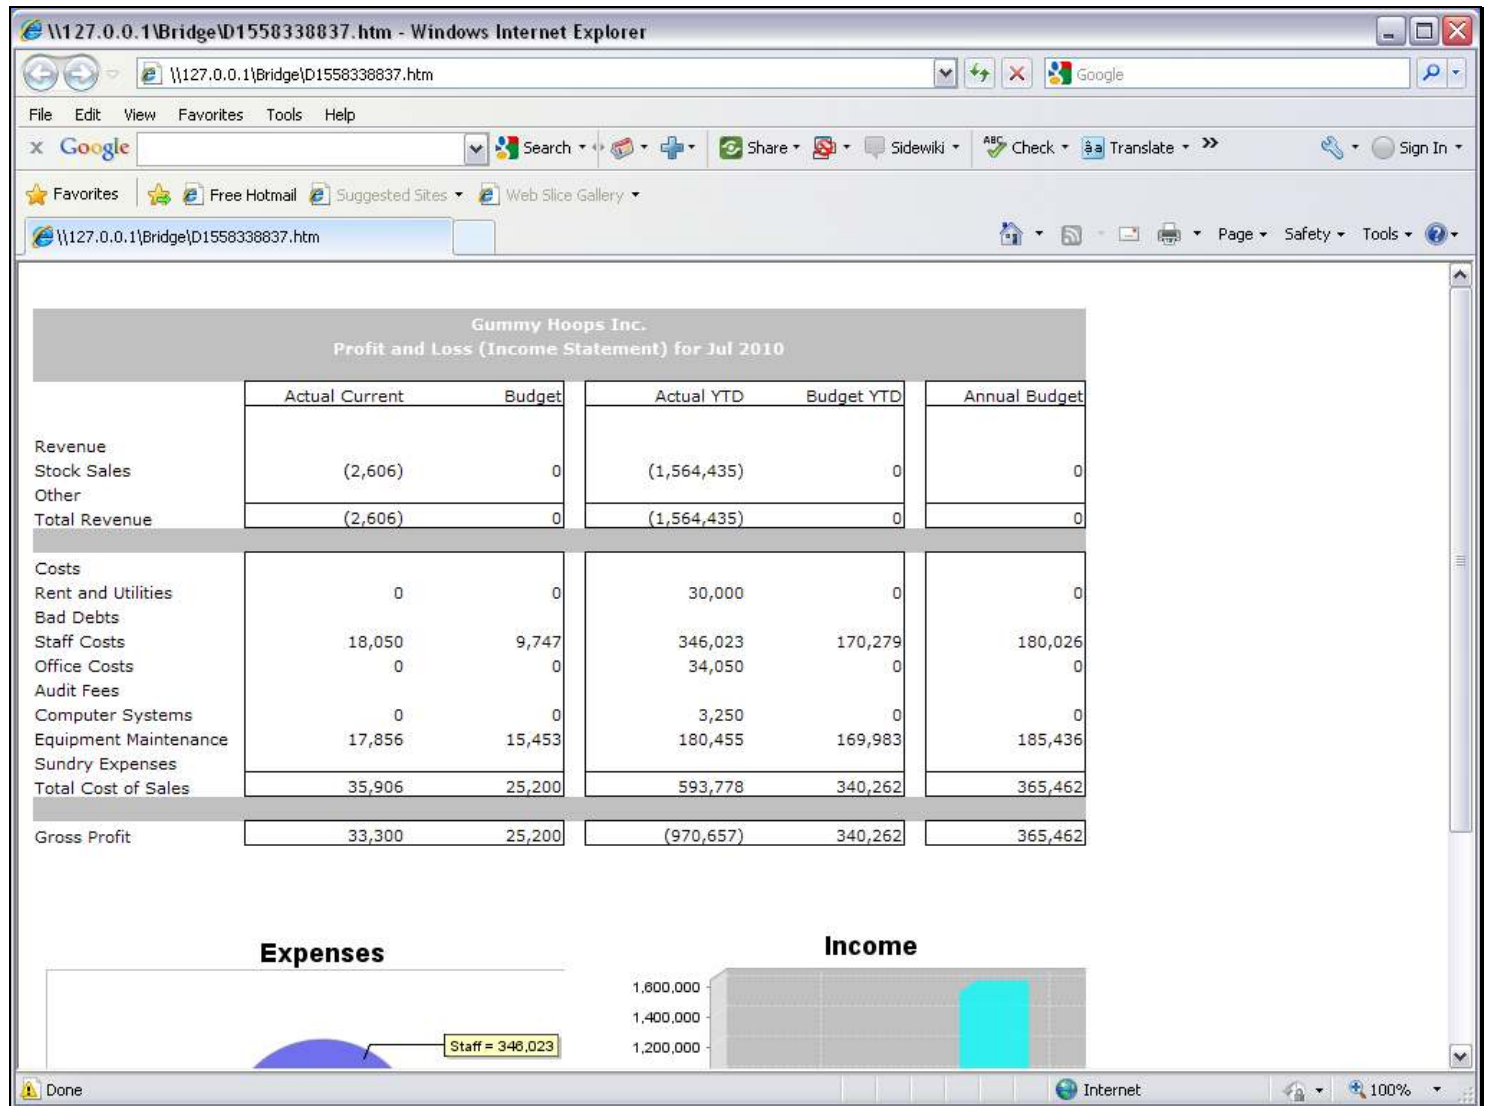 \\127.0.0.1\Bridge\D1558338837.htm - Windows Internet Explorer
\\127.0.0.1\Bridge\D1558338837.htm Google
File Edit View Favorites Tools Help
x Google Search Share Sidewiki ABC Check âa Translate » Sign In
Favorites Free Hotmail Suggested Sites Web Slice Gallery
\\127.0.0.1\Bridge\D1558338837.htm Page Safety Tools
Gummy Hoops Inc.
Profit and Loss (Income Statement) for Jul 2010
Actual Current Budget Actual YTD Budget YTD Annual Budget
Revenue
Stock Sales (2,606) 0 (1,564,435) 0 0
Other
Total Revenue (2,606) 0 (1,564,435) 0 0
Costs
Rent and Utilities 0 0 30,000 0 0
Bad Debts
Staff Costs 18,050 9,747 346,023 170,279 180,026
Office Costs 0 0 34,050 0 0
Audit Fees
Computer Systems 0 0 3,250 0 0
Equipment Maintenance 17,856 15,453 180,455 169,983 185,436
Sundry Expenses
Total Cost of Sales 35,906 25,200 593,778 340,262 365,462
Gross Profit 33,300 25,200 (970,657) 340,262 365,462
Expenses Income
1,600,000
1,400,000
Staff = 346,023 1,200,000
Done Internet 100%